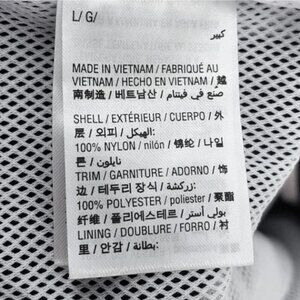 L/ G/
كبير
MADE IN VIETNAM / FABRIQUÉ AU
VIETNAM / HECHO EN VIETNAM / 越
南制造 / 베트남산 / صنع في فيتنام
SHELL / EXTÉRIEUR / CUERPO / 外
层 / 외피 / الهيكل:
100% NYLON / nilón / 锦纶 / 나일
론 / نايلون
TRIM / GARNITURE / ADORNO / 饰
边 / 테두리 장식 / زركشة:
100% POLYESTER / poliester / 聚酯
纤维 / 폴리에스테르 / بولي أستر
LINING / DOUBLURE / FORRO / 衬
里 / 안감 / بطانة: